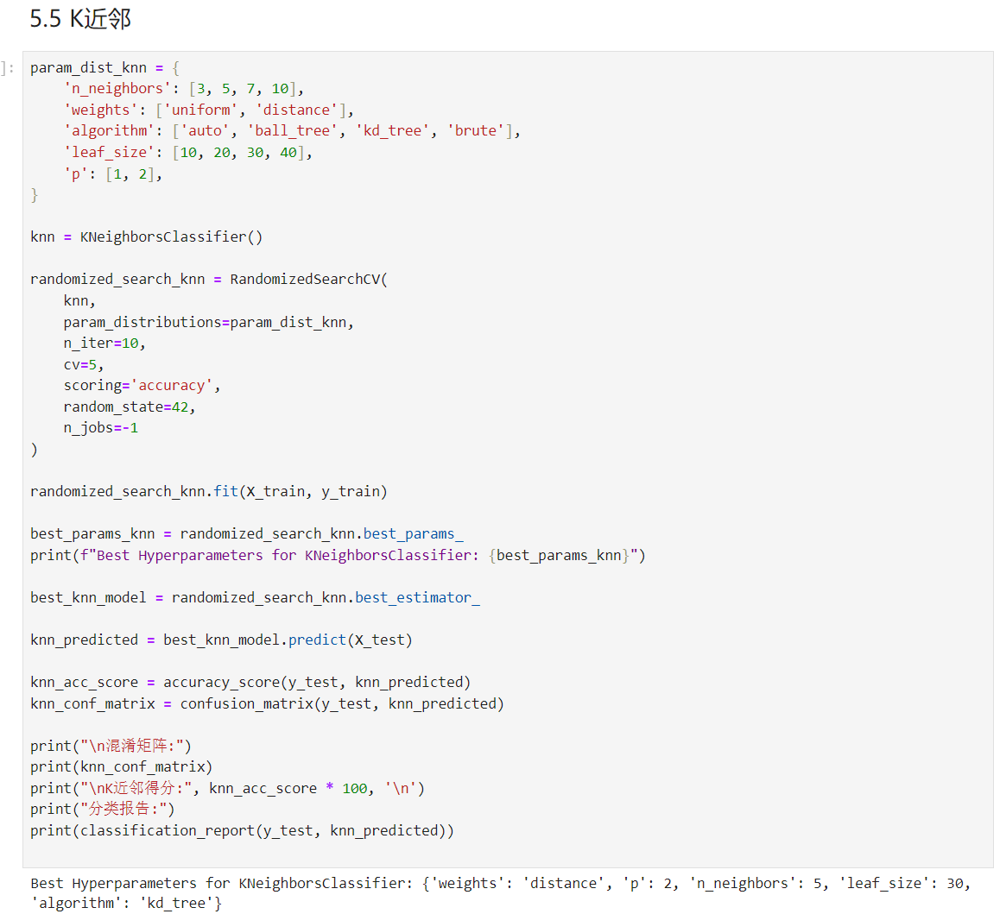 5.5 K近邻
]:
param_dist_knn = {
    'n_neighbors': [3, 5, 7, 10],
    'weights': ['uniform', 'distance'],
    'algorithm': ['auto', 'ball_tree', 'kd_tree', 'brute'],
    'leaf_size': [10, 20, 30, 40],
    'p': [1, 2],
}
knn = KNeighborsClassifier()
randomized_search_knn = RandomizedSearchCV(
    knn,
    param_distributions=param_dist_knn,
    n_iter=10,
    cv=5,
    scoring='accuracy',
    random_state=42,
    n_jobs=-1
)
randomized_search_knn.fit(X_train, y_train)
best_params_knn = randomized_search_knn.best_params_
print(f"Best Hyperparameters for KNeighborsClassifier: {best_params_knn}")
best_knn_model = randomized_search_knn.best_estimator_
knn_predicted = best_knn_model.predict(X_test)
knn_acc_score = accuracy_score(y_test, knn_predicted)
knn_conf_matrix = confusion_matrix(y_test, knn_predicted)
print("\n混淆矩阵:")
print(knn_conf_matrix)
print("\nK近邻得分:", knn_acc_score * 100, '\n')
print("分类报告:")
print(classification_report(y_test, knn_predicted))
Best Hyperparameters for KNeighborsClassifier: {'weights': 'distance', 'p': 2, 'n_neighbors': 5, 'leaf_size': 30,
'algorithm': 'kd_tree'}